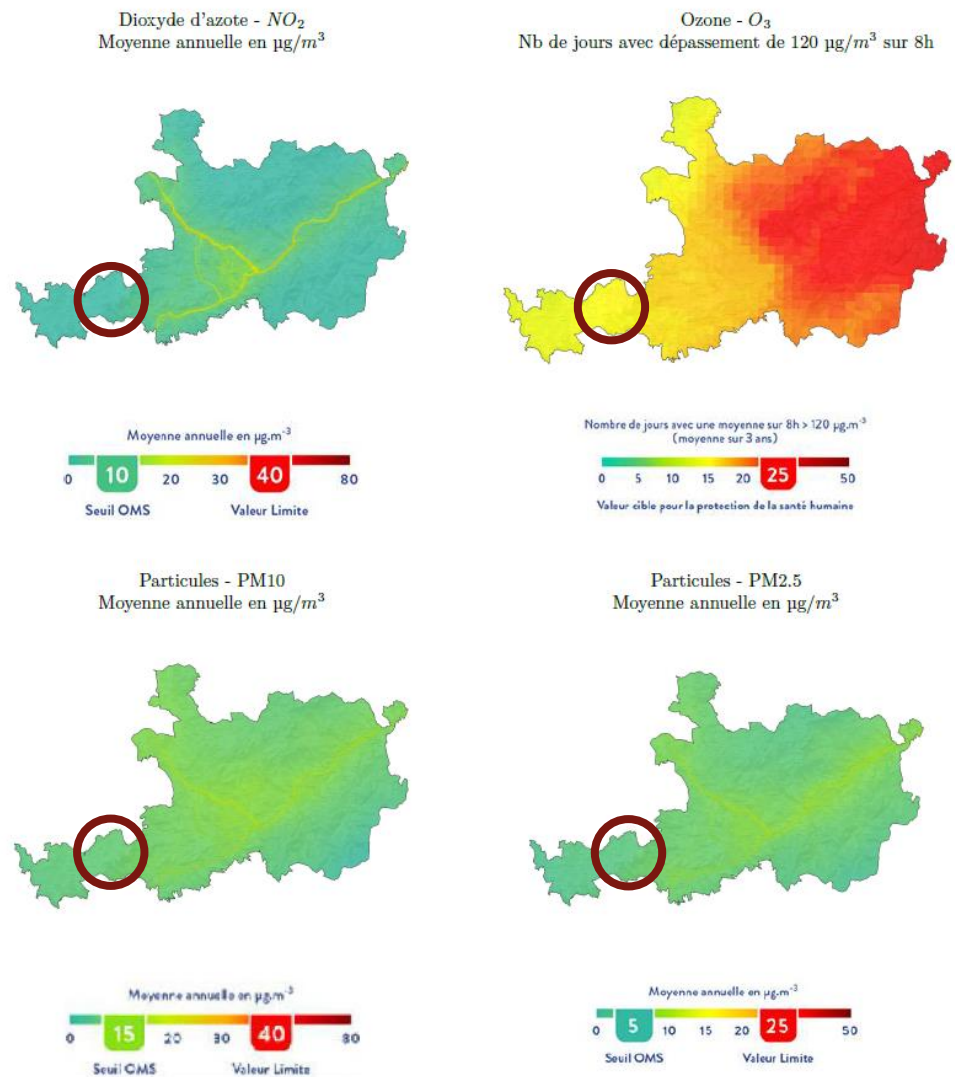 Dioxyde d'azote - NO₂
Moyenne annuelle en µg/m³
Ozone - O₃
Nb de jours avec dépassement de 120 µg/m³ sur 8h
Moyenne annuelle en µg.m⁻³
0 10 20 30 40 80
Seuil OMS Valeur Limite
Nombre de jours avec une moyenne sur 8h > 120 µg.m⁻³
(moyenne sur 3 ans)
0 5 10 15 20 25 50
Valeur cible pour la protection de la santé humaine
Particules - PM10
Moyenne annuelle en µg/m³
Particules - PM2.5
Moyenne annuelle en µg/m³
Moyenne annuelle en µg.m⁻³
0 15 20 30 40 80
Seuil OMS Valeur Limite
Moyenne annuelle en µg.m⁻³
0 5 10 15 20 25 50
Seuil OMS Valeur Limite